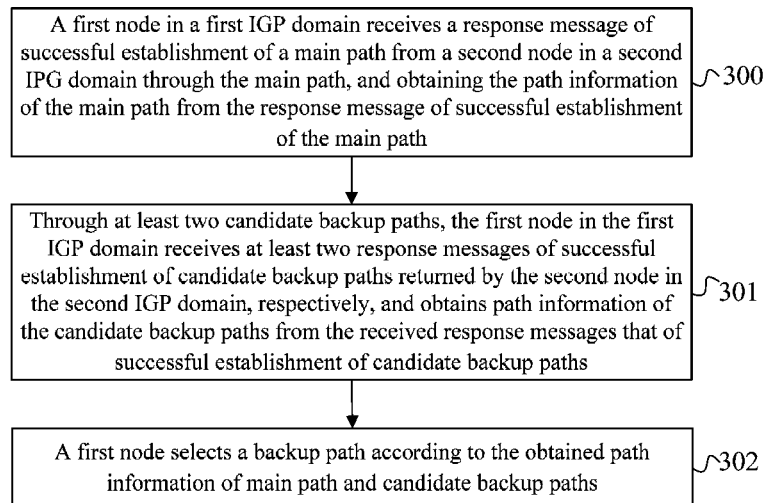 A first node in a first IGP domain receives a response message of
successful establishment of a main path from a second node in a second
IPG domain through the main path, and obtaining the path information
of the main path from the response message of successful establishment
of the main path
300
Through at least two candidate backup paths, the first node in the first
IGP domain receives at least two response messages of successful
establishment of candidate backup paths returned by the second node in
the second IGP domain, respectively, and obtains path information of
the candidate backup paths from the received response messages that of
successful establishment of candidate backup paths
301
A first node selects a backup path according to the obtained path
information of main path and candidate backup paths
302